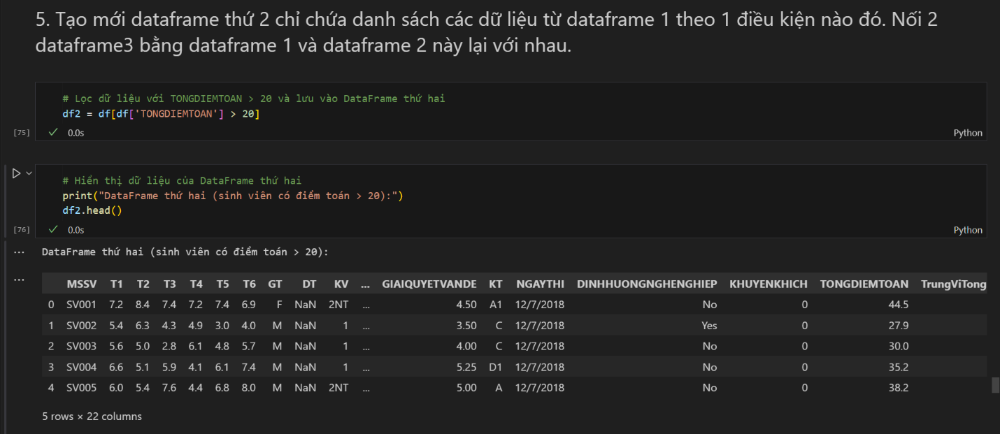 5. Tạo mới dataframe thứ 2 chỉ chứa danh sách các dữ liệu từ dataframe 1 theo 1 điều kiện nào đó. Nối 2
dataframe3 bằng dataframe 1 và dataframe 2 này lại với nhau.
# Lọc dữ liệu với TONGDIEMTOAN > 20 và lưu vào DataFrame thứ hai
df2 = df[df['TONGDIEMTOAN'] > 20]
[75] 0.0s Python
# Hiển thị dữ liệu của DataFrame thứ hai
print("DataFrame thứ hai (sinh viên có điểm toán > 20):")
df2.head()
[76] 0.0s Python
... DataFrame thứ hai (sinh viên có điểm toán > 20):
...
MSSV T1 T2 T3 T4 T5 T6 GT DT KV ... GIAIQUYETVANDE KT NGAYTHI DINHHUONGNGHENGHIEP KHUYENKHICH TONGDIEMTOAN TrungViTong
0 SV001 7.2 8.4 7.4 7.2 7.4 6.9 F NaN 2NT ... 4.50 A1 12/7/2018 No 0 44.5
1 SV002 5.4 6.3 4.3 4.9 3.0 4.0 M NaN 1 ... 3.50 C 12/7/2018 Yes 0 27.9
2 SV003 5.6 5.0 2.8 6.1 4.8 5.7 M NaN 1 ... 4.00 C 12/7/2018 No 0 30.0
3 SV004 6.6 5.1 5.9 4.1 6.1 7.4 M NaN 1 ... 5.25 D1 12/7/2018 No 0 35.2
4 SV005 6.0 5.4 7.6 4.4 6.8 8.0 M NaN 2NT ... 5.00 A 12/7/2018 No 0 38.2
5 rows × 22 columns